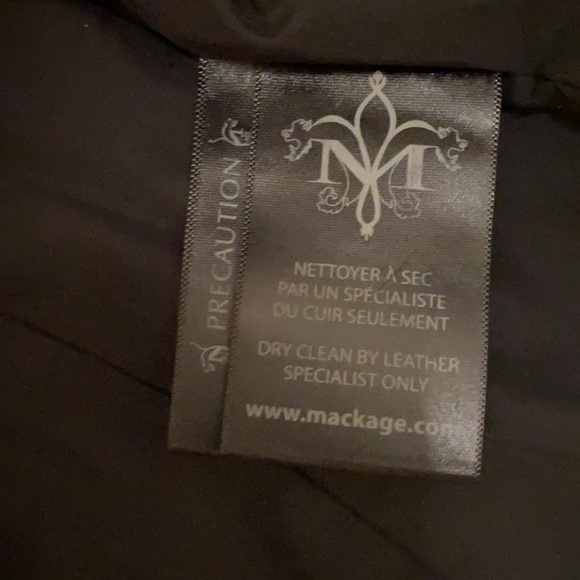 PRECAUTION
M
NETTOYER À SEC
PAR UN SPÉCIALISTE
DU CUIR SEULEMENT
DRY CLEAN BY LEATHER
SPECIALIST ONLY
www.mackage.com